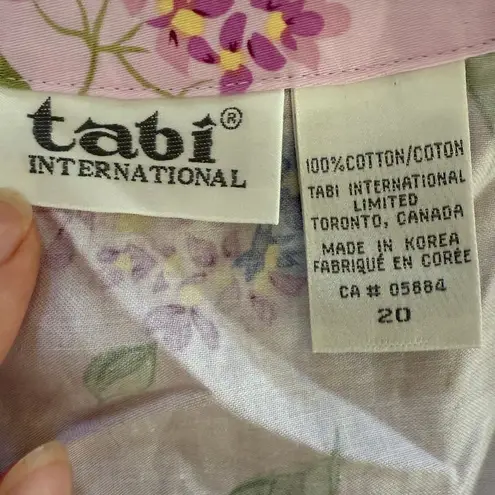 tabi®
INTERNATIONAL
100%COTTON/COTON
TABI INTERNATIONAL
LIMITED
TORONTO, CANADA
MADE IN KOREA
FABRIQUÉ EN CORÉE
CA # 05884
20